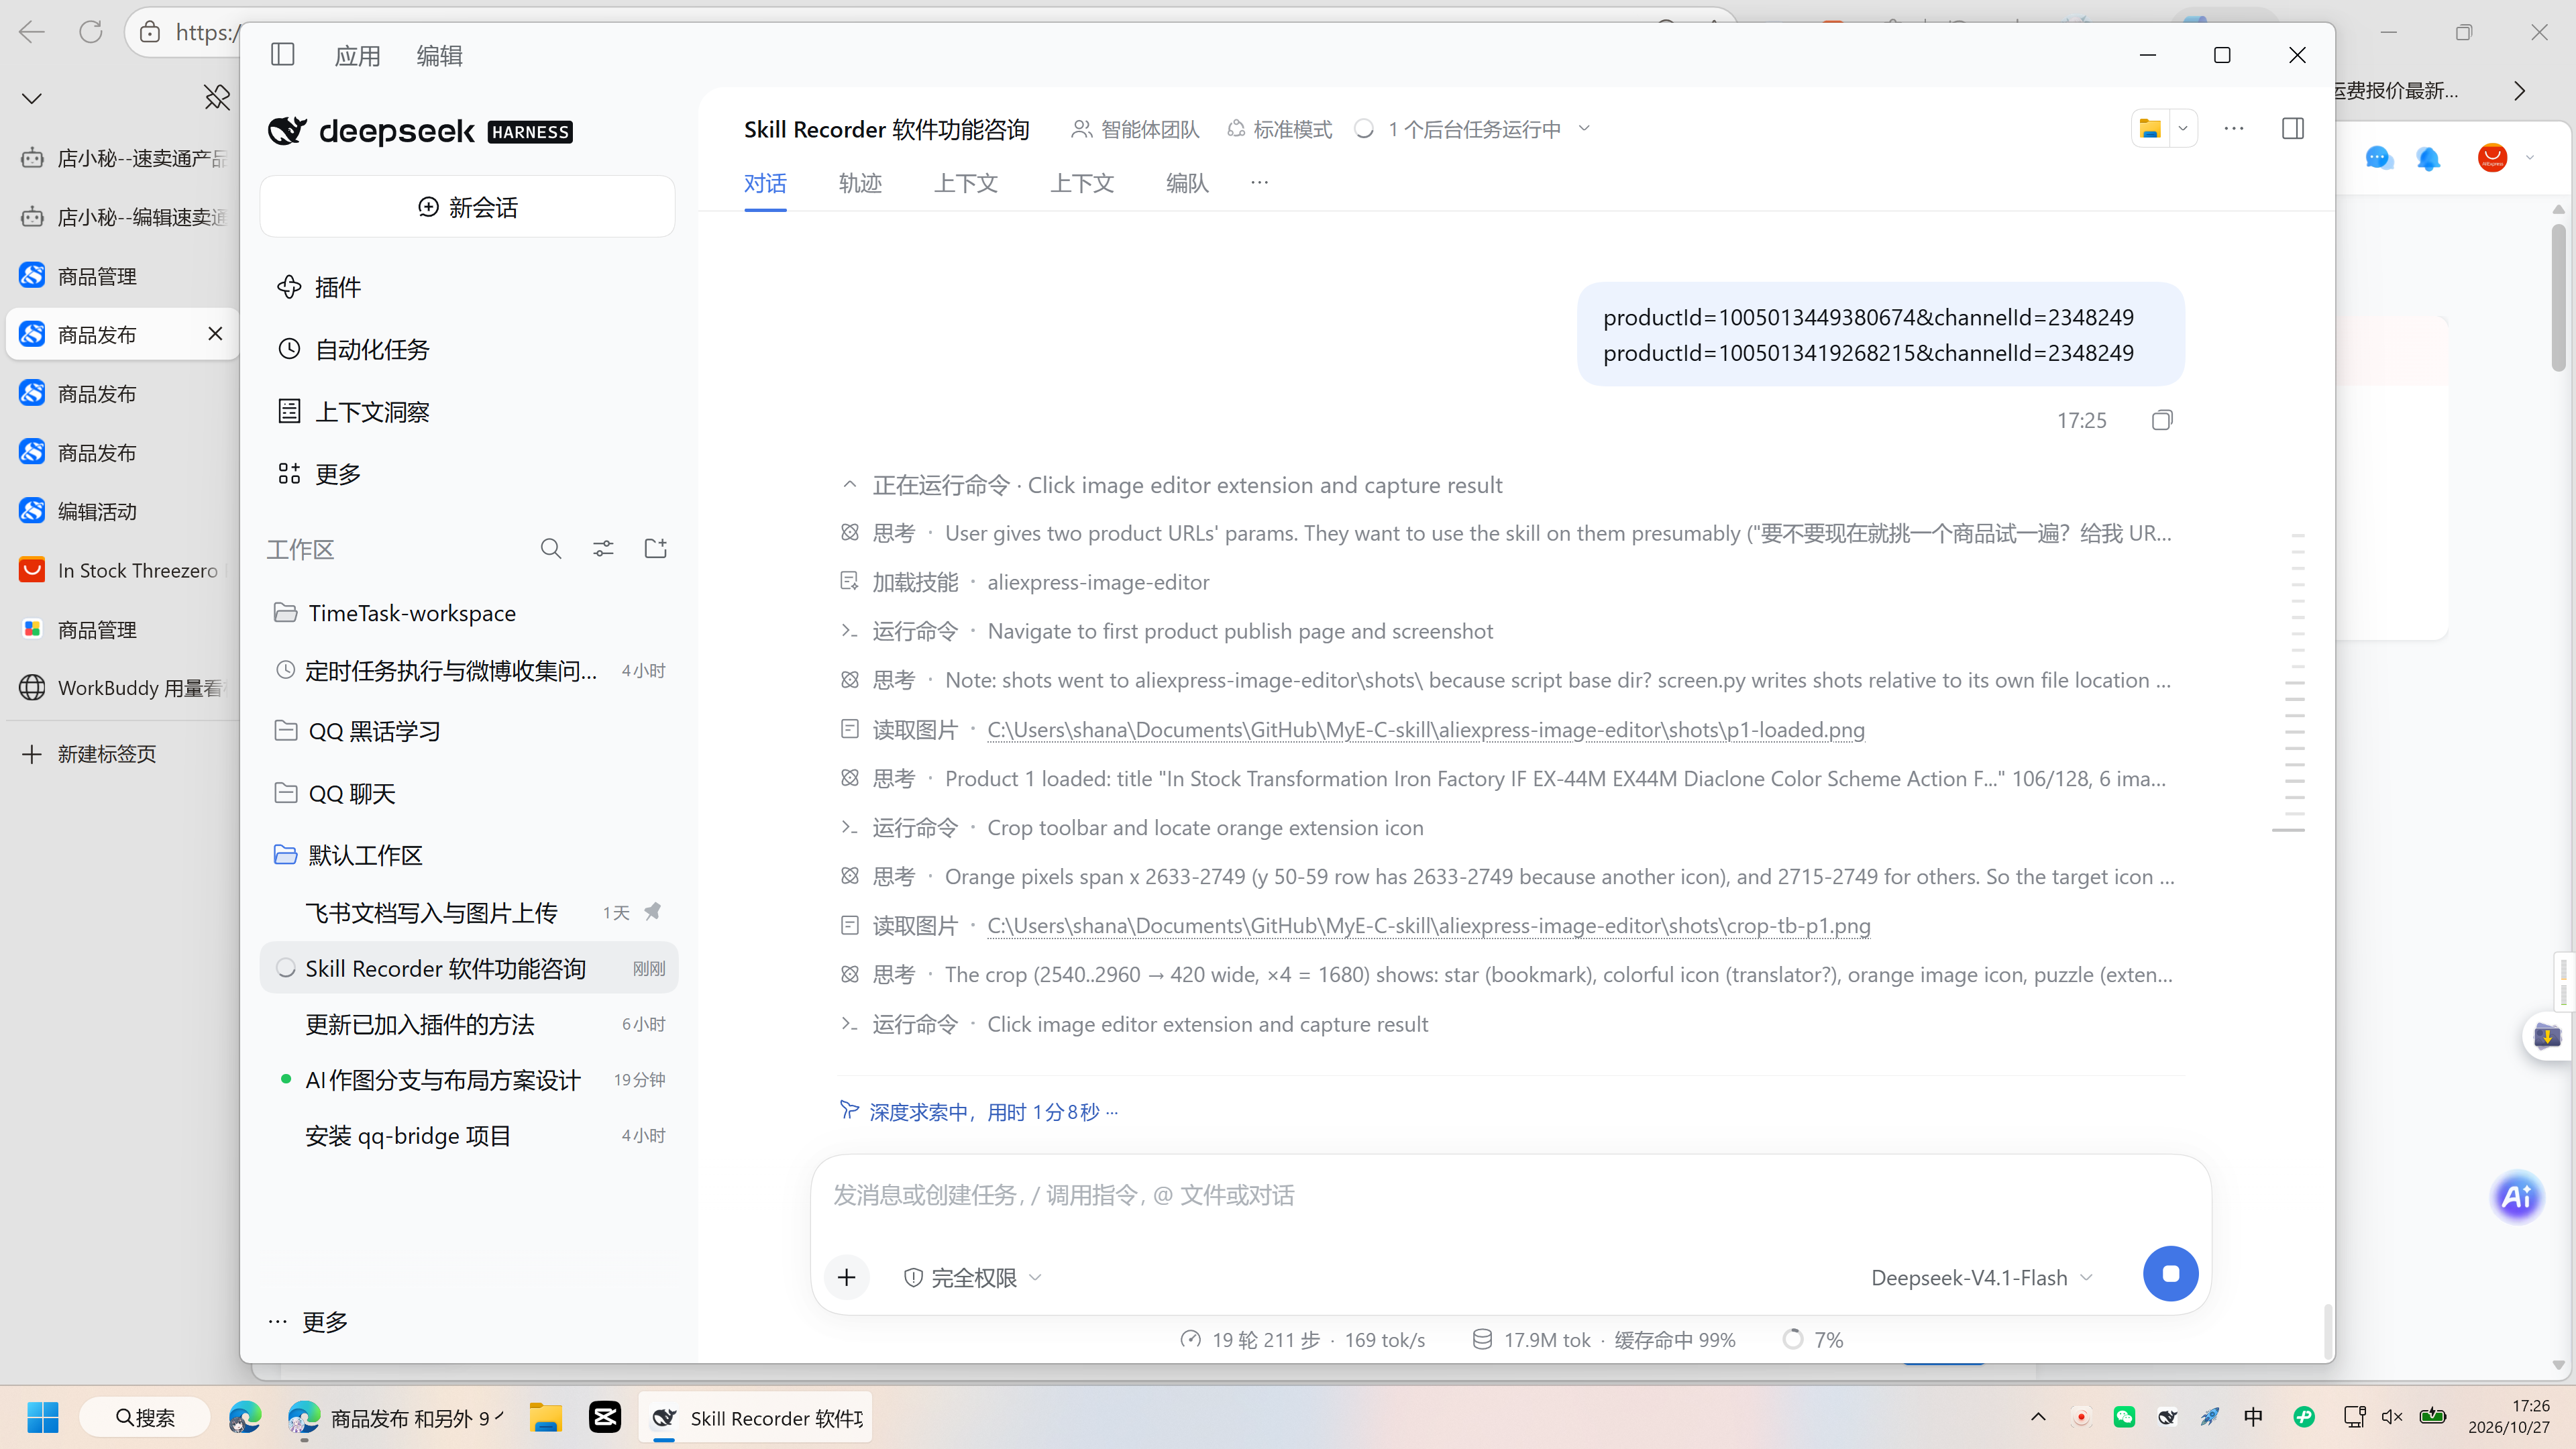 https:/
应用
编辑
运费报价最新...
deepseek HARNESS
新会话
插件
自动化任务
上下文洞察
更多
工作区
TimeTask-workspace
定时任务执行与微博收集问... 4小时
QQ 黑话学习
QQ 聊天
默认工作区
飞书文档写入与图片上传 1天
Skill Recorder 软件功能咨询 刚刚
更新已加入插件的方法 6小时
AI作图分支与布局方案设计 19分钟
安装 qq-bridge 项目 4小时
更多
店小秘--速卖通产品
店小秘--编辑速卖通
商品管理
商品发布
商品发布
商品发布
编辑活动
In Stock Threezero
商品管理
WorkBuddy 用量看
新建标签页
Skill Recorder 软件功能咨询
智能体团队
标准模式
1 个后台任务运行中
对话
轨迹
上下文
上下文
编队
...
productId=1005013449380674&channelId=2348249
productId=1005013419268215&channelId=2348249
17:25
正在运行命令 · Click image editor extension and capture result
思考 · User gives two product URLs' params. They want to use the skill on them presumably ("要不要现在就挑一个商品试一遍？给我 UR...
加载技能 · aliexpress-image-editor
运行命令 · Navigate to first product publish page and screenshot
思考 · Note: shots went to aliexpress-image-editor\shots\ because script base dir? screen.py writes shots relative to its own file location ...
读取图片 · C:\Users\shana\Documents\GitHub\MyE-C-skill\aliexpress-image-editor\shots\p1-loaded.png
思考 · Product 1 loaded: title "In Stock Transformation Iron Factory IF EX-44M EX44M Diaclone Color Scheme Action F..." 106/128, 6 ima...
运行命令 · Crop toolbar and locate orange extension icon
思考 · Orange pixels span x 2633-2749 (y 50-59 row has 2633-2749 because another icon), and 2715-2749 for others. So the target icon ...
读取图片 · C:\Users\shana\Documents\GitHub\MyE-C-skill\aliexpress-image-editor\shots\crop-tb-p1.png
思考 · The crop (2540..2960 → 420 wide, ×4 = 1680) shows: star (bookmark), colorful icon (translator?), orange image icon, puzzle (exten...
运行命令 · Click image editor extension and capture result
深度求索中，用时 1分8秒 ...
发消息或创建任务, / 调用指令, @ 文件或对话
完全权限
Deepseek-V4.1-Flash
19 轮 211 步 · 169 tok/s
17.9M tok · 缓存命中 99%
7%
Ai
搜索
商品发布 和另外 9
Skill Recorder 软件
中
17:26
2026/10/27